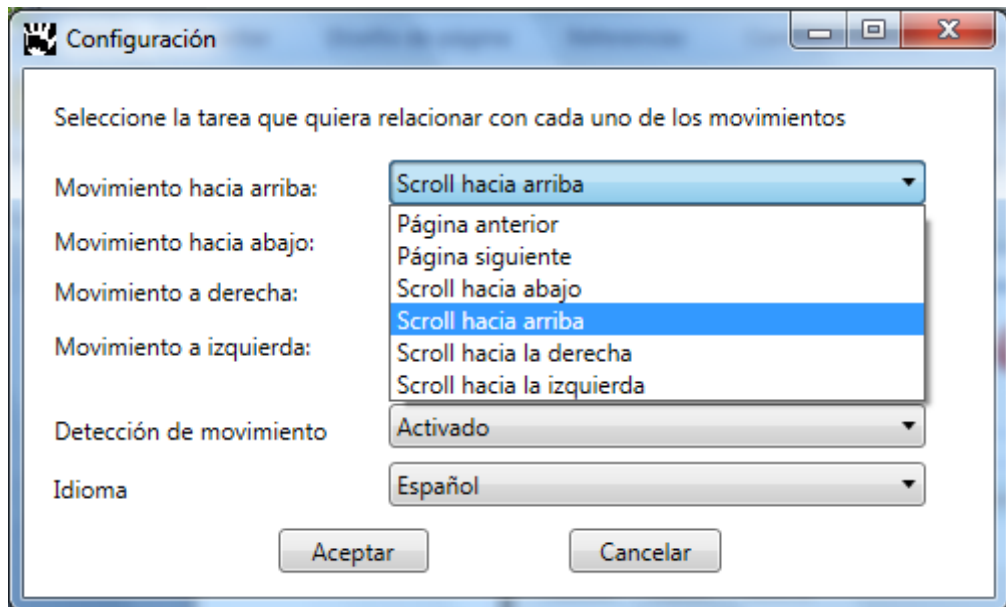 Configuración
Seleccione la tarea que quiera relacionar con cada uno de los movimientos
Movimiento hacia arriba:
Scroll hacia arriba
Página anterior
Página siguiente
Scroll hacia abajo
Scroll hacia arriba
Scroll hacia la derecha
Scroll hacia la izquierda
Movimiento hacia abajo:
Movimiento a derecha:
Movimiento a izquierda:
Detección de movimiento
Activado
Idioma
Español
Aceptar
Cancelar